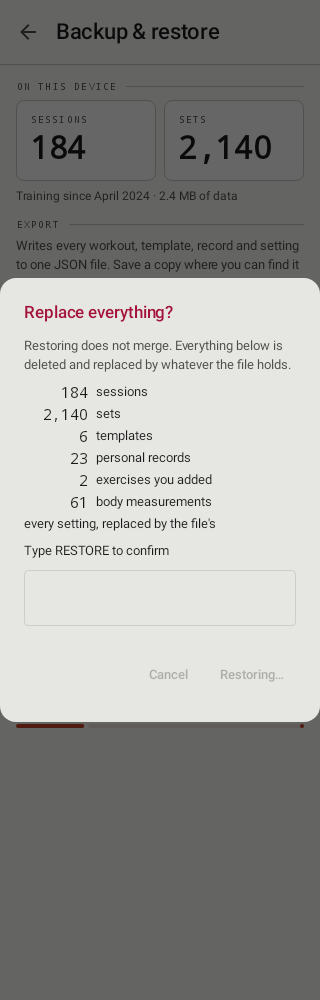 Backup & restore
ON THIS DEVICE
SESSIONS
184
SETS
2,140
Training since April 2024 · 2.4 MB of data
EXPORT
Writes every workout, template, record and setting
to one JSON file. Save a copy where you can find it
Replace everything?
Restoring does not merge. Everything below is
deleted and replaced by whatever the file holds.
184 sessions
2,140 sets
6 templates
23 personal records
2 exercises you added
61 body measurements
every setting, replaced by the file's
Type RESTORE to confirm
Cancel
Restoring…